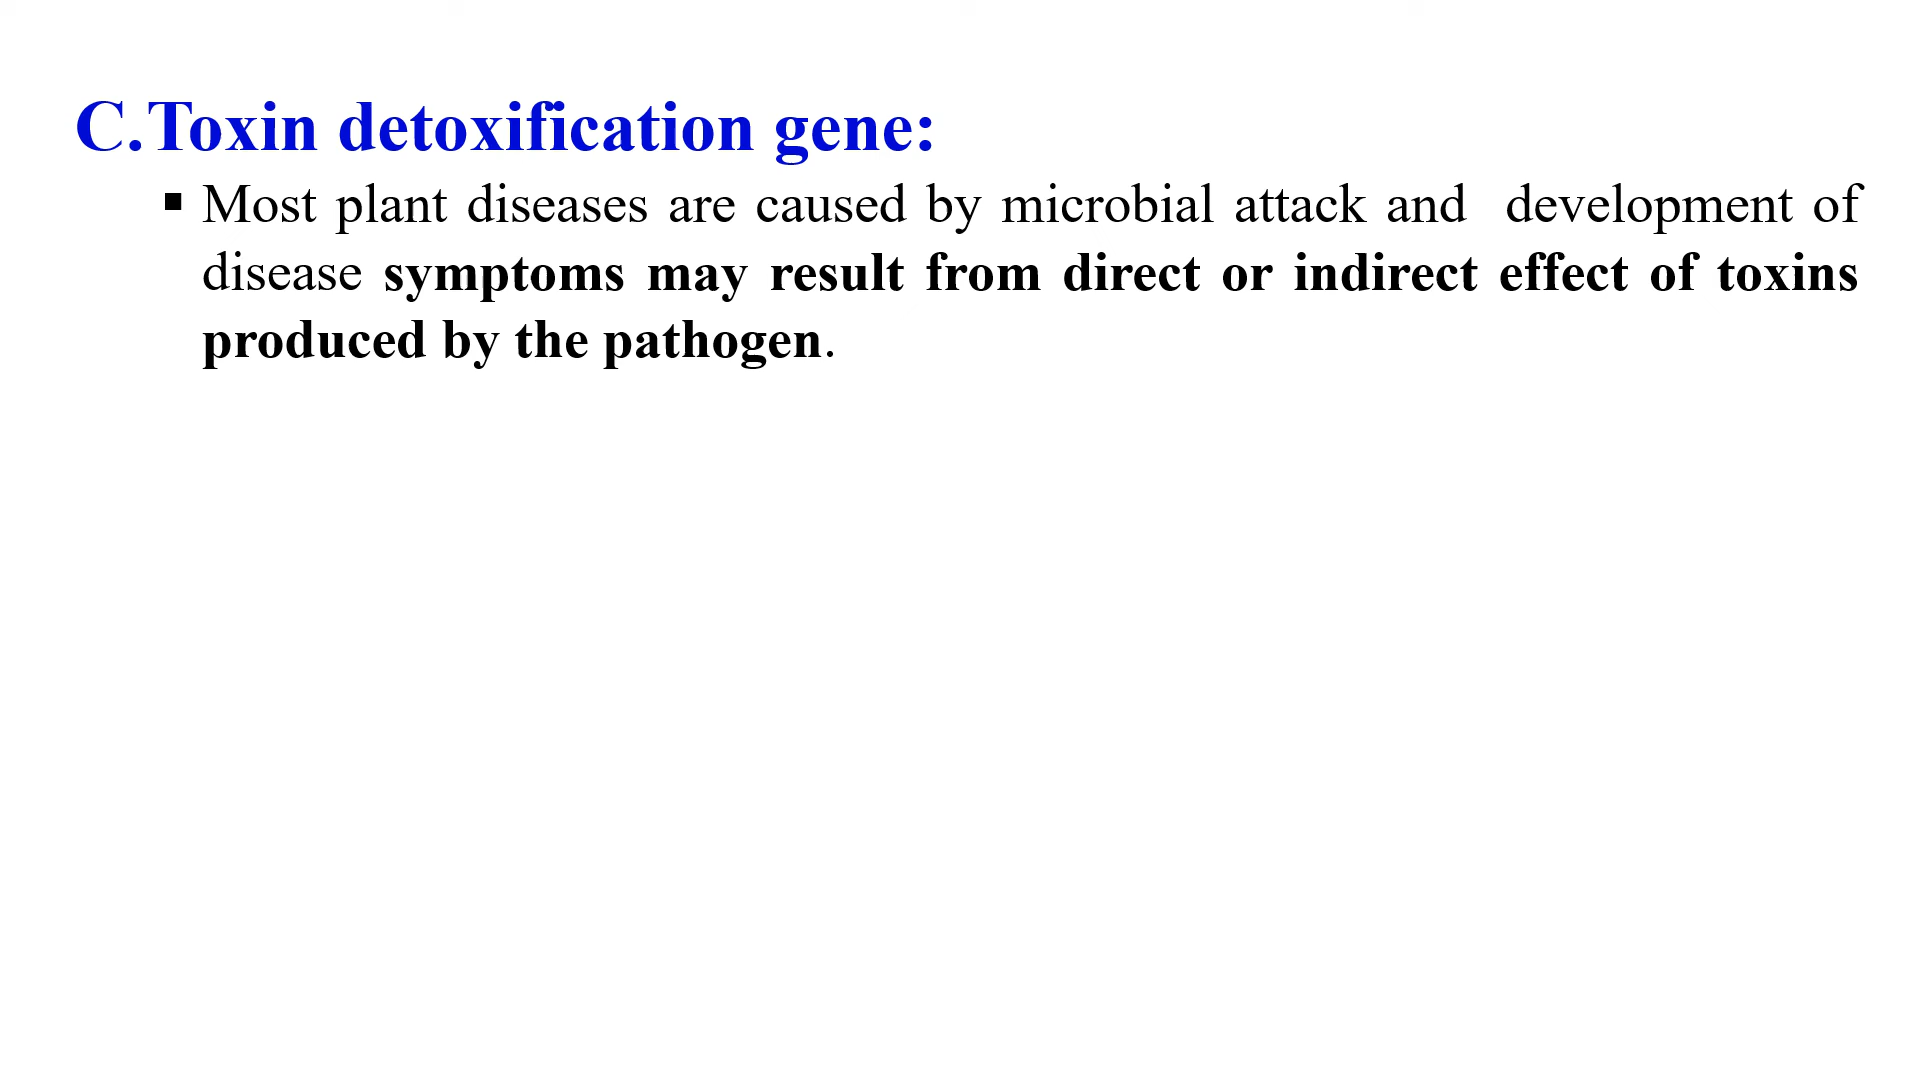 C.Toxin detoxification gene:
▪ Most plant diseases are caused by microbial attack and  development of
disease symptoms may result from direct or indirect effect of toxins
produced by the pathogen.